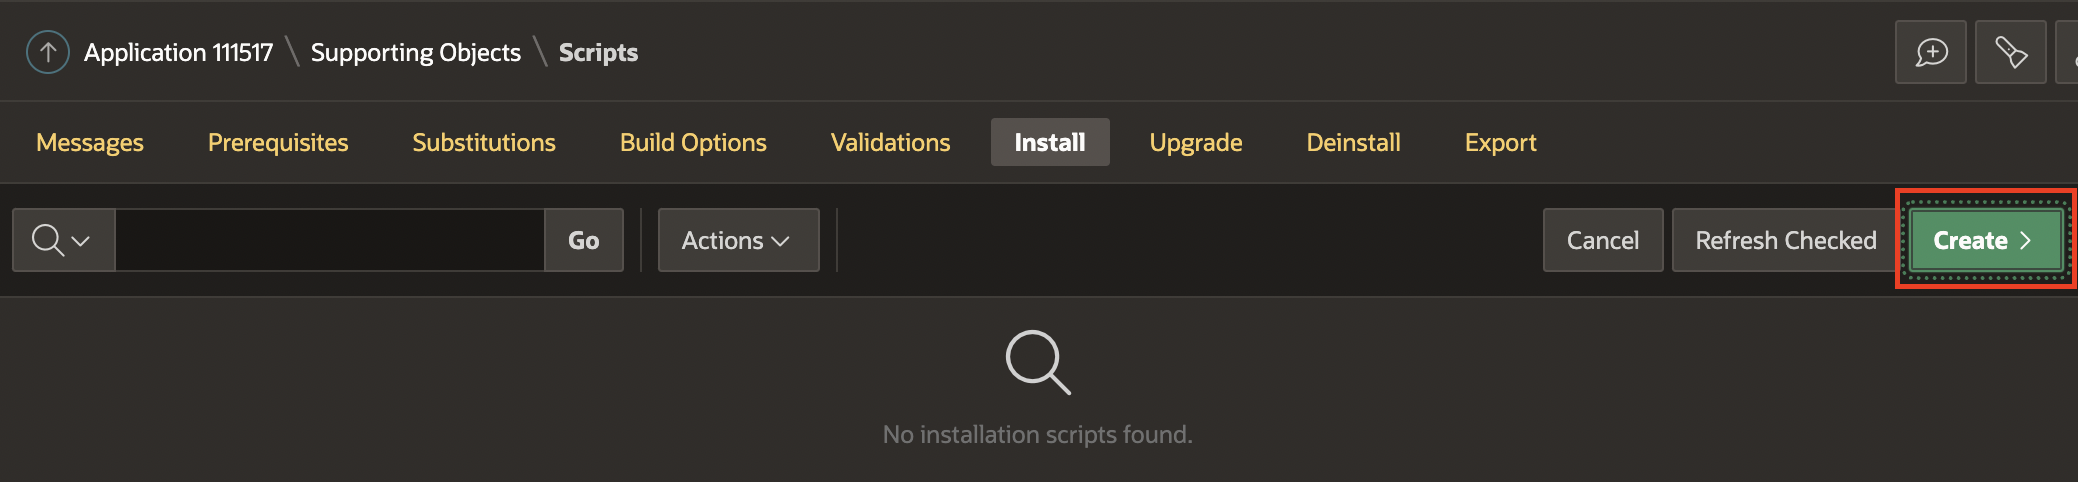 Application 111517 \ Supporting Objects \ Scripts
Messages Prerequisites Substitutions Build Options Validations Install Upgrade Deinstall Export
Go Actions Cancel Refresh Checked Create
No installation scripts found.